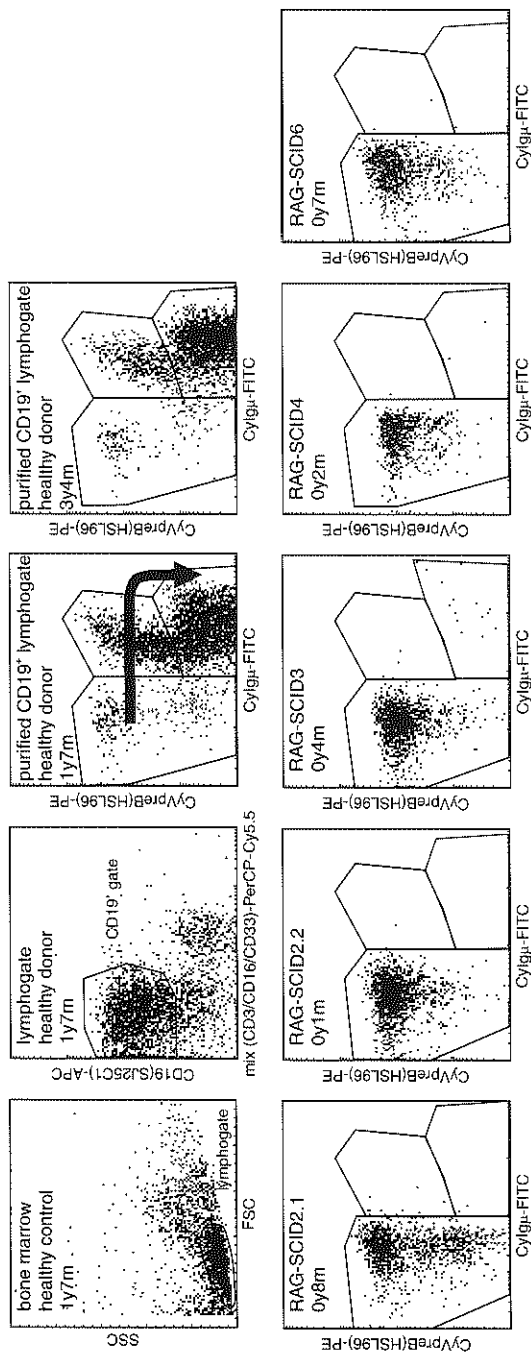 bone marrow
healthy control
1y7m
lymphogate
SSC
FSC
lymphogate
healthy donor
1y7m
CD19⁺ gate
CD19(SJ25C1)-APC
mix (CD3/CD16/CD33)-PerCP-Cy5.5
purified CD19⁺ lymphogate
healthy donor
1y7m
CyVpreB(HSL96)-PE
CyIgµ-FITC
purified CD19⁺ lymphogate
healthy donor
3y4m
CyVpreB(HSL96)-PE
CyIgµ-FITC
RAG-SCID2.1
0y8m
CyVpreB(HSL96)-PE
CyIgµ-FITC
RAG-SCID2.2
0y1m
CyVpreB(HSL96)-PE
CyIgµ-FITC
RAG-SCID3
0y4m
CyVpreB(HSL96)-PE
CyIgµ-FITC
RAG-SCID4
0y2m
CyVpreB(HSL96)-PE
CyIgµ-FITC
RAG-SCID6
0y7m
CyVpreB(HSL96)-PE
CyIgµ-FITC